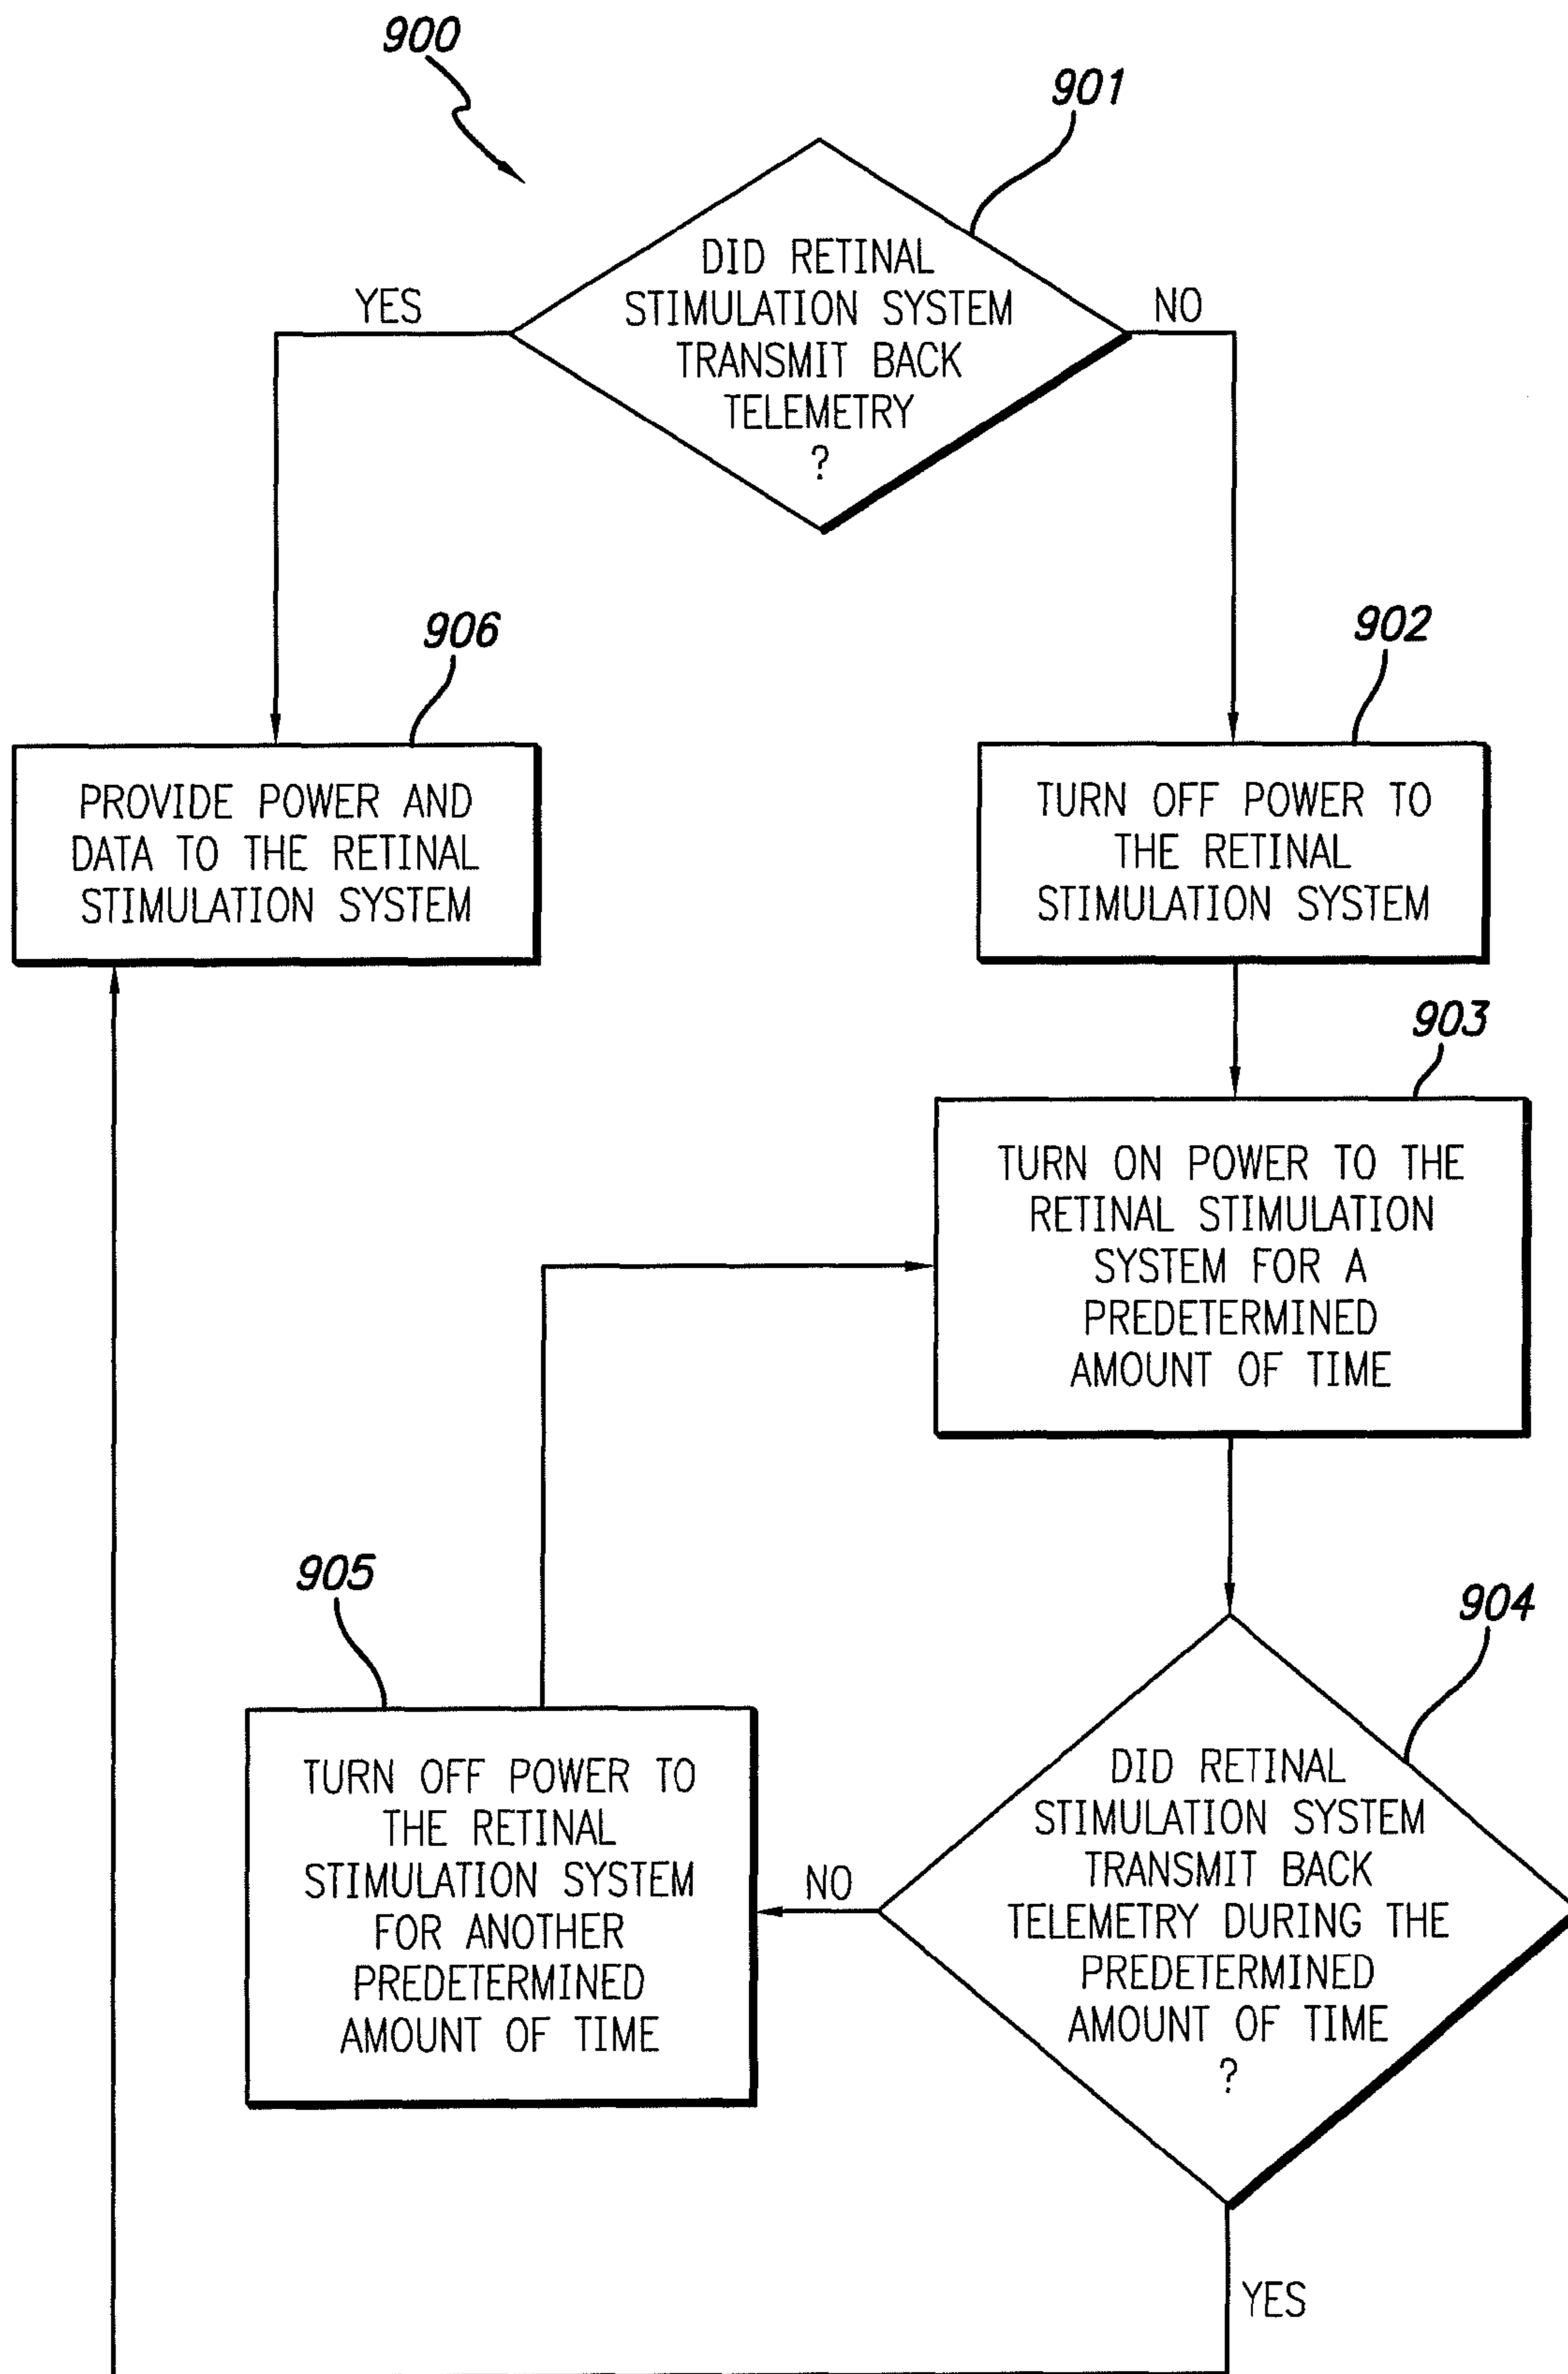 900
901
DID RETINAL
STIMULATION SYSTEM
TRANSMIT BACK
TELEMETRY
?
YES
NO
906
902
PROVIDE POWER AND
DATA TO THE RETINAL
STIMULATION SYSTEM
TURN OFF POWER TO
THE RETINAL
STIMULATION SYSTEM
903
TURN ON POWER TO THE
RETINAL STIMULATION
SYSTEM FOR A
PREDETERMINED
AMOUNT OF TIME
905
904
TURN OFF POWER TO
THE RETINAL
STIMULATION SYSTEM
FOR ANOTHER
PREDETERMINED
AMOUNT OF TIME
NO
DID RETINAL
STIMULATION SYSTEM
TRANSMIT BACK
TELEMETRY DURING THE
PREDETERMINED
AMOUNT OF TIME
?
YES